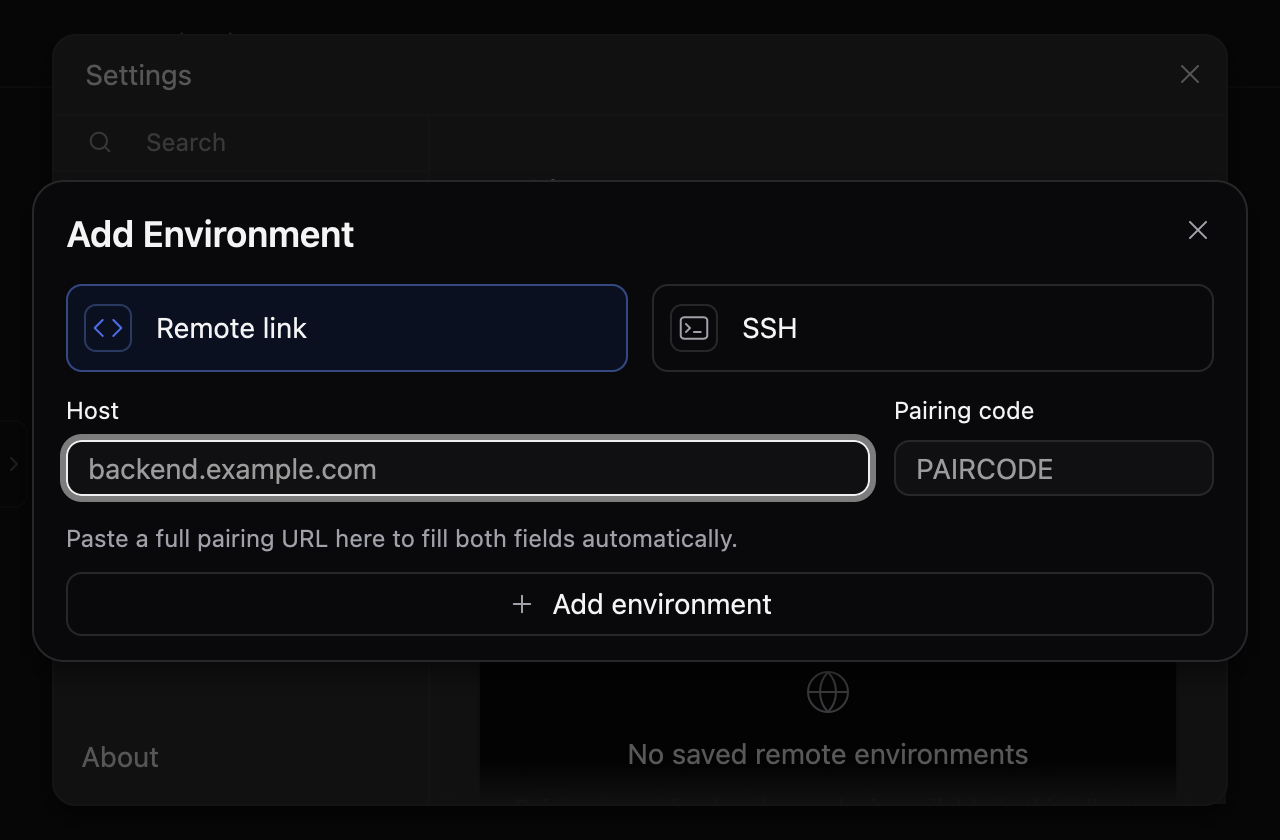 Settings
Search
Add Environment
Remote link
SSH
Host
Pairing code
backend.example.com
PAIRCODE
Paste a full pairing URL here to fill both fields automatically.
Add environment
No saved remote environments
About